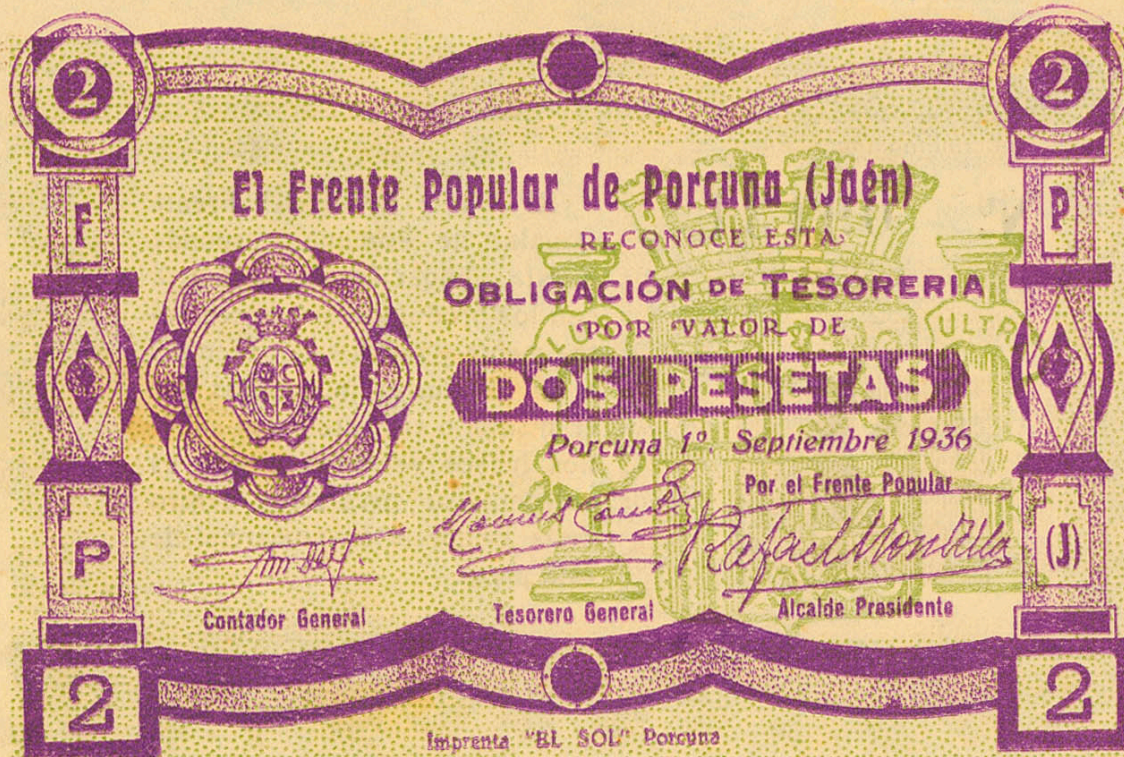 2 2
El Frente Popular de Porcuna (Jaén)
F P
RECONOCE ESTA
OBLIGACIÓN DE TESORERIA
POR VALOR DE
ULTR
DOS PESETAS
Porcuna 1º. Septiembre 1936
Por el Frente Popular
Rafael Montilla
P (J)
Contador General Tesorero General Alcalde Presidente
2 2
Imprenta "EL SOL" Porcuna